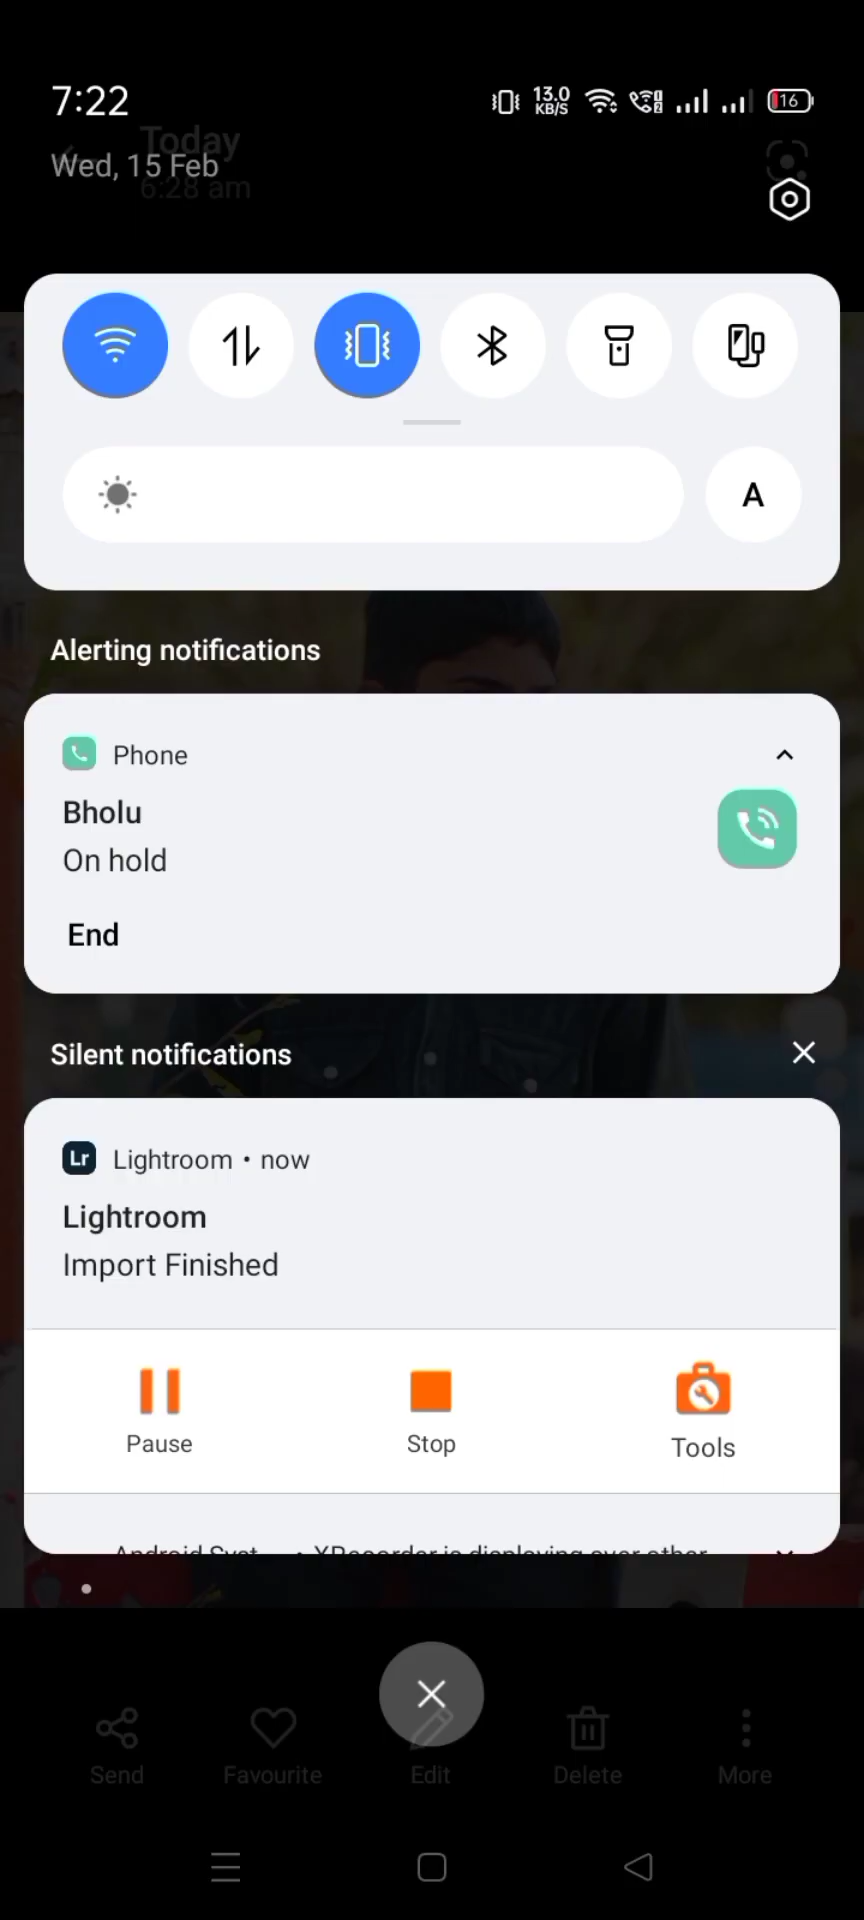 7:22
13.0
KB/S
16
Today
Wed, 15 Feb
6:28 am
A
Alerting notifications
Phone
Bholu
On hold
End
Silent notifications
Lr Lightroom • now
Lightroom
Import Finished
Pause
Stop
Tools
Android Syst... • XRecorder is displaying over other
Send
Favourite
Edit
Delete
More